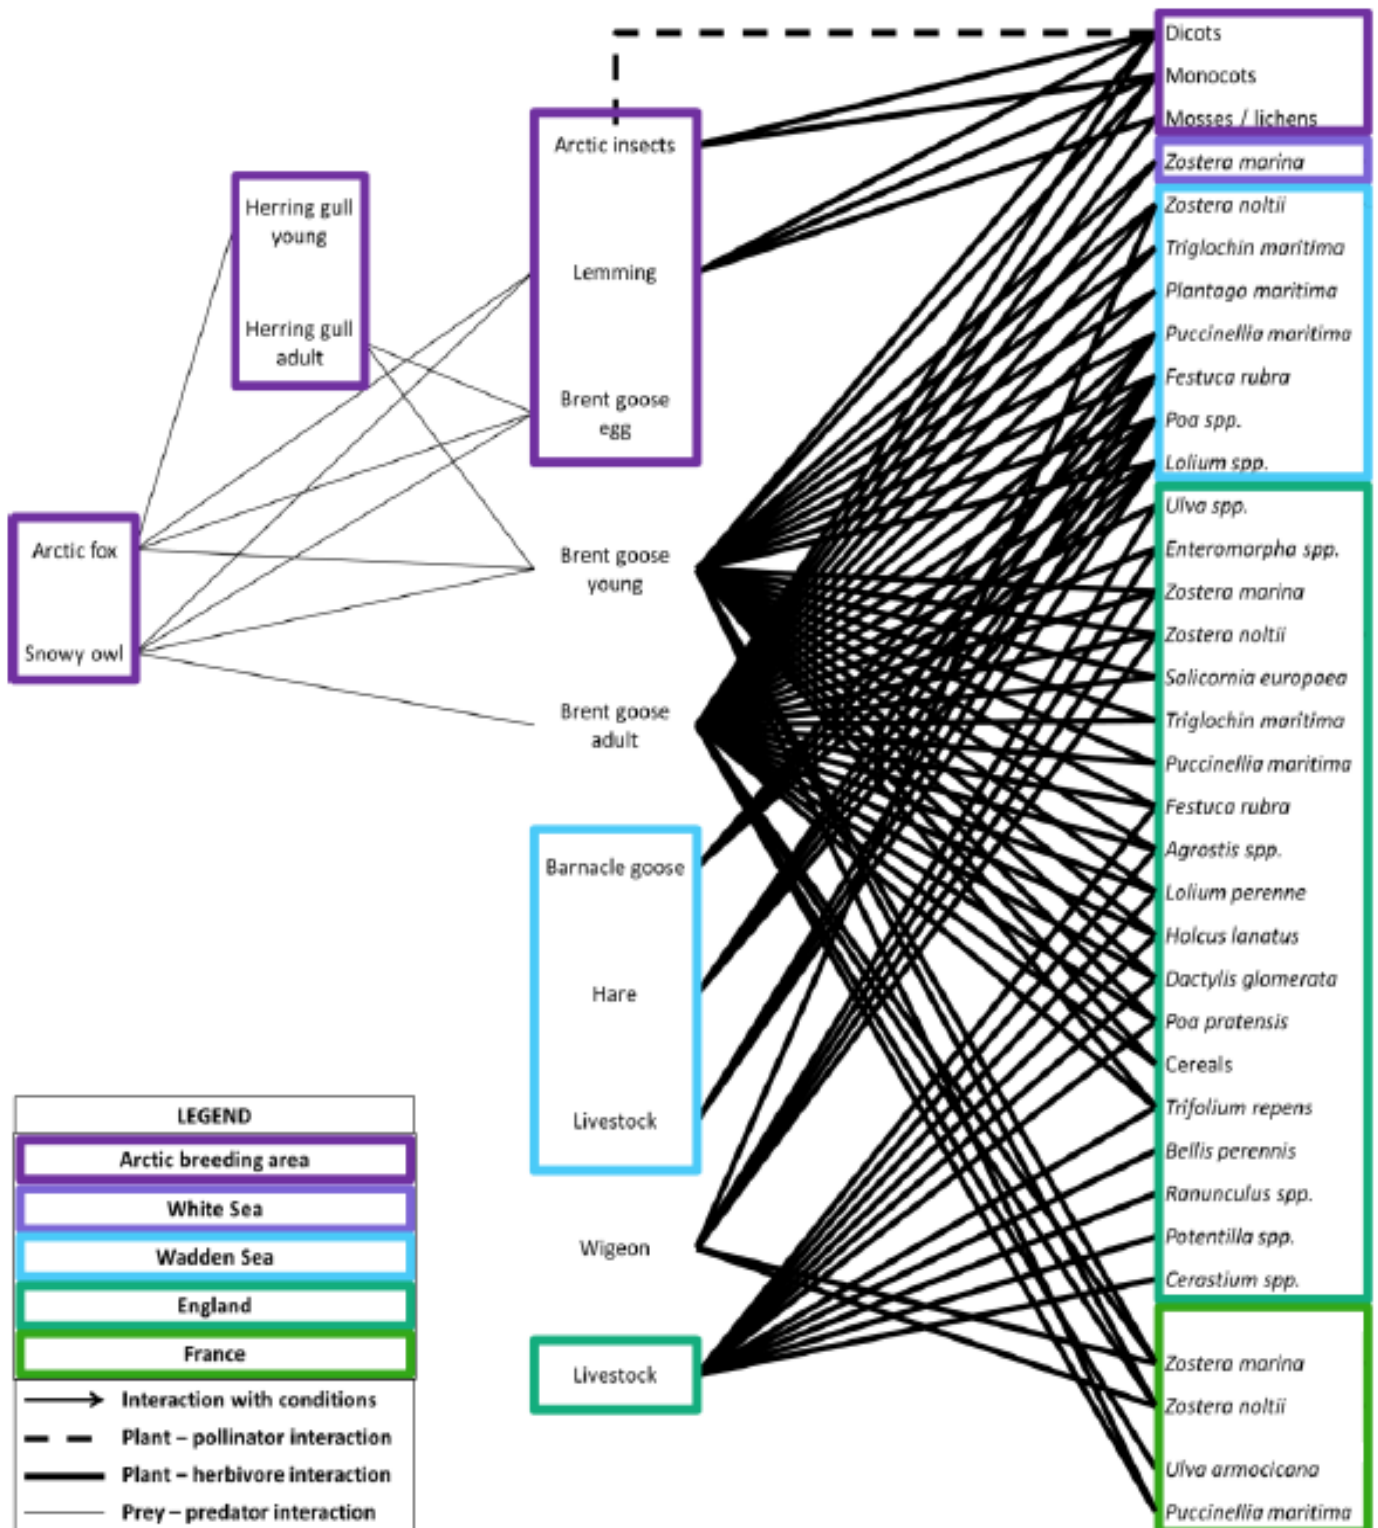 Dicots
Monocots
Mosses / lichens
Zostera marina
Zostera noltii
Triglochin maritima
Plantago maritima
Puccinellia maritima
Festuca rubra
Poa spp.
Lolium spp.
Ulva spp.
Enteromorpha spp.
Zostera marina
Zostera noltii
Salicornia europaea
Triglochin maritima
Puccinellia maritima
Festuca rubra
Agrostis spp.
Lolium perenne
Holcus lanatus
Dactylis glomerata
Poa pratensis
Cereals
Trifolium repens
Bellis perennis
Ranunculus spp.
Potentilla spp.
Cerastium spp.
Zostera marina
Zostera noltii
Ulva armocicana
Puccinellia maritima
Arctic insects
Lemming
Brent goose
egg
Brent goose
young
Brent goose
adult
Barnacle goose
Hare
Livestock
Wigeon
Livestock
Herring gull
young
Herring gull
adult
Arctic fox
Snowy owl
LEGEND
Arctic breeding area
White Sea
Wadden Sea
England
France
Interaction with conditions
Plant – pollinator interaction
Plant – herbivore interaction
Prey – predator interaction